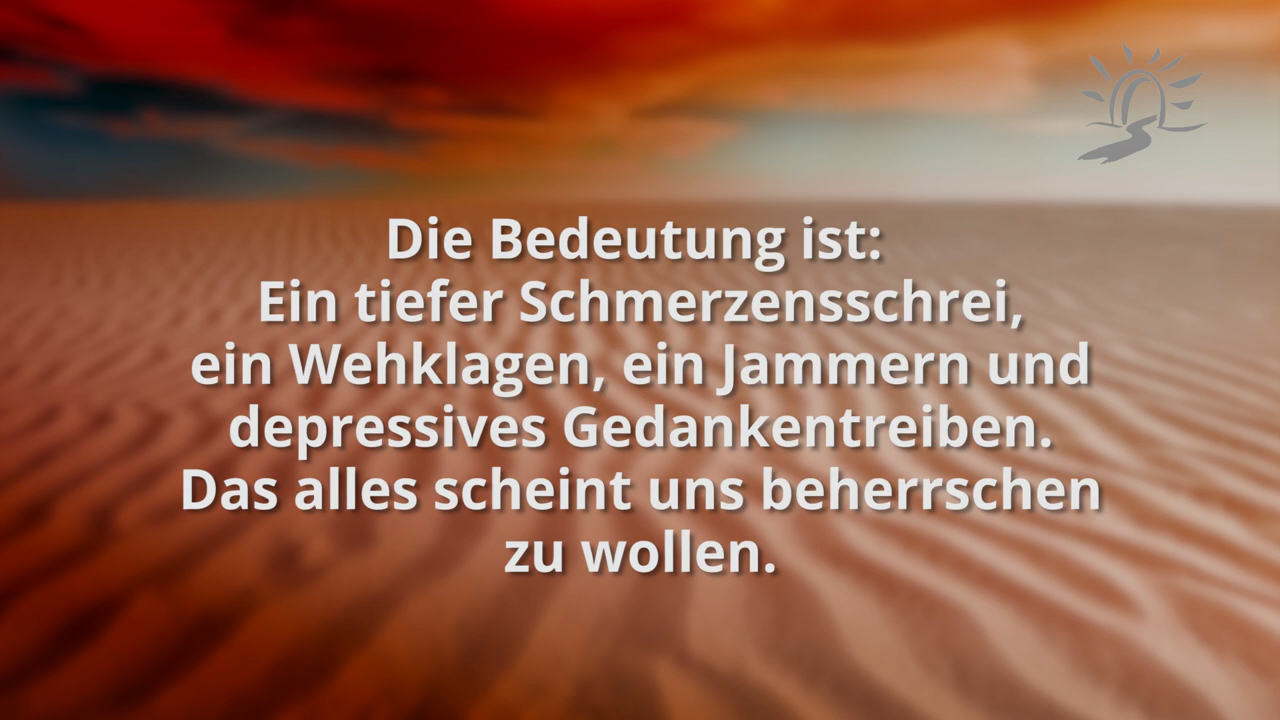 Die Bedeutung ist:
Ein tiefer Schmerzensschrei,
ein Wehklagen, ein Jammern und
depressives Gedankentreiben.
Das alles scheint uns beherrschen
zu wollen.